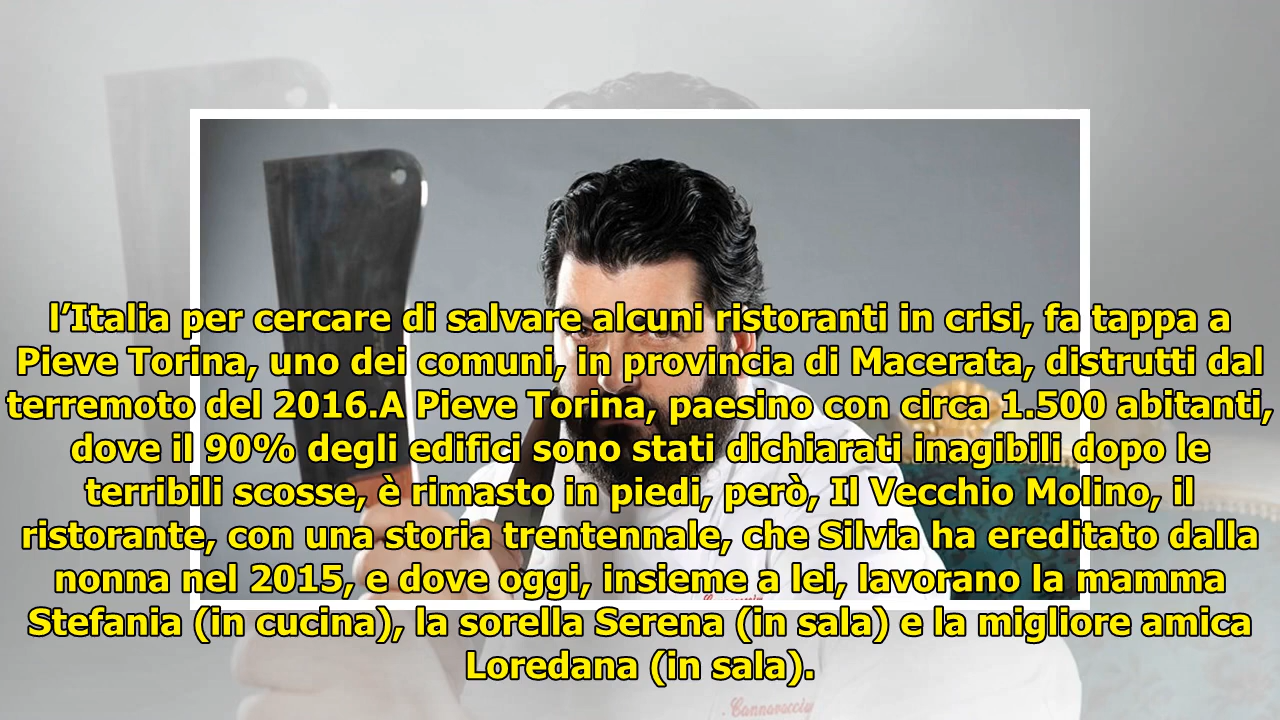 l’Italia per cercare di salvare alcuni ristoranti in crisi, fa tappa a
Pieve Torina, uno dei comuni, in provincia di Macerata, distrutti dal
terremoto del 2016.A Pieve Torina, paesino con circa 1.500 abitanti,
dove il 90% degli edifici sono stati dichiarati inagibili dopo le
terribili scosse, è rimasto in piedi, però, Il Vecchio Molino, il
ristorante, con una storia trentennale, che Silvia ha ereditato dalla
nonna nel 2015, e dove oggi, insieme a lei, lavorano la mamma
Stefania (in cucina), la sorella Serena (in sala) e la migliore amica
Loredana (in sala).